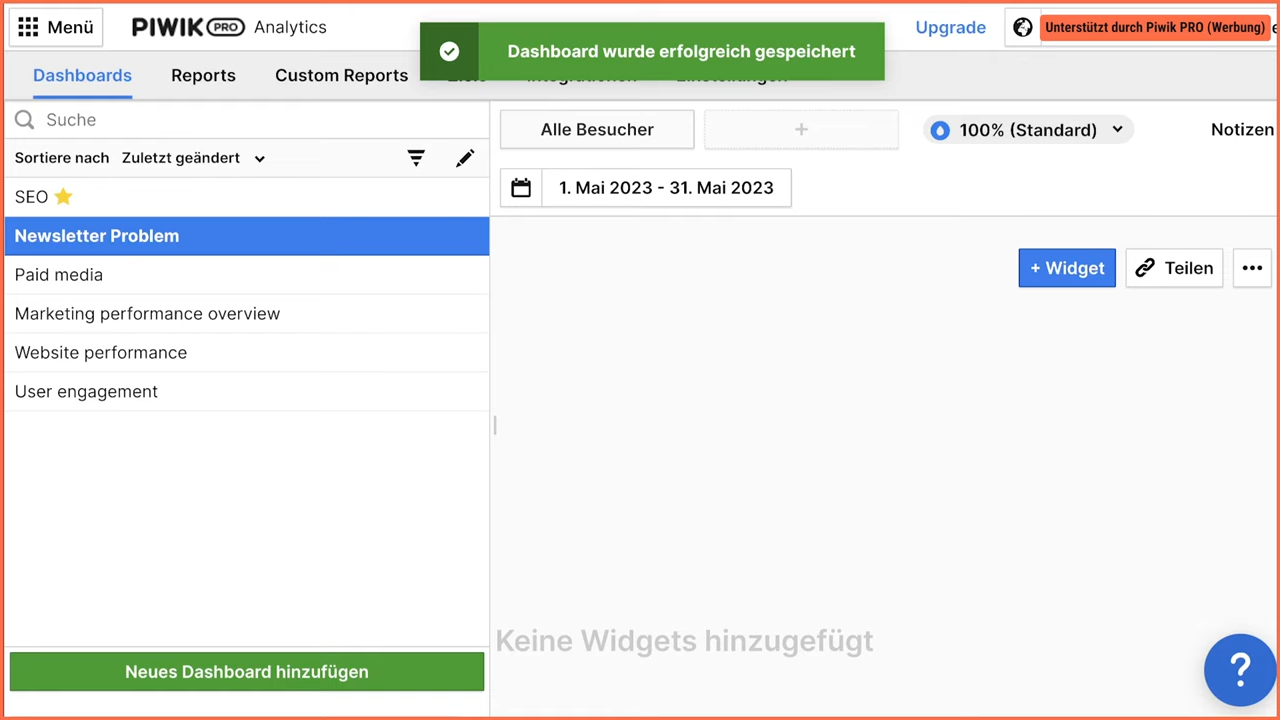 Menü
PIWIK PRO Analytics
Dashboard wurde erfolgreich gespeichert
Upgrade
Unterstützt durch Piwik PRO (Werbung)
Dashboards
Reports
Custom Reports
Suche
Alle Besucher
+
100% (Standard)
Notizen
Sortiere nach Zuletzt geändert
1. Mai 2023 - 31. Mai 2023
SEO ⭐
Newsletter Problem
Paid media
Marketing performance overview
Website performance
User engagement
+ Widget
Teilen
Keine Widgets hinzugefügt
Neues Dashboard hinzufügen
?